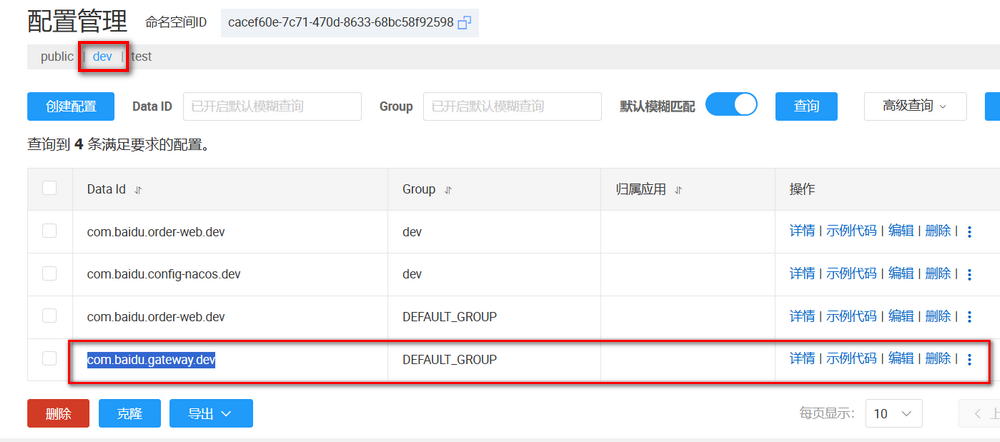 配置管理 命名空间ID cacef60e-7c71-470d-8633-68bc58f92598
public | dev | test
创建配置 Data ID 已开启默认模糊查询 Group 已开启默认模糊查询 默认模糊匹配 查询 高级查询
查询到 4 条满足要求的配置。
Data Id Group 归属应用 操作
com.baidu.order-web.dev dev 详情 | 示例代码 | 编辑 | 删除 |
com.baidu.config-nacos.dev dev 详情 | 示例代码 | 编辑 | 删除 |
com.baidu.order-web.dev DEFAULT_GROUP 详情 | 示例代码 | 编辑 | 删除 |
com.baidu.gateway.dev DEFAULT_GROUP 详情 | 示例代码 | 编辑 | 删除 |
删除 克隆 导出 每页显示: 10 < 上